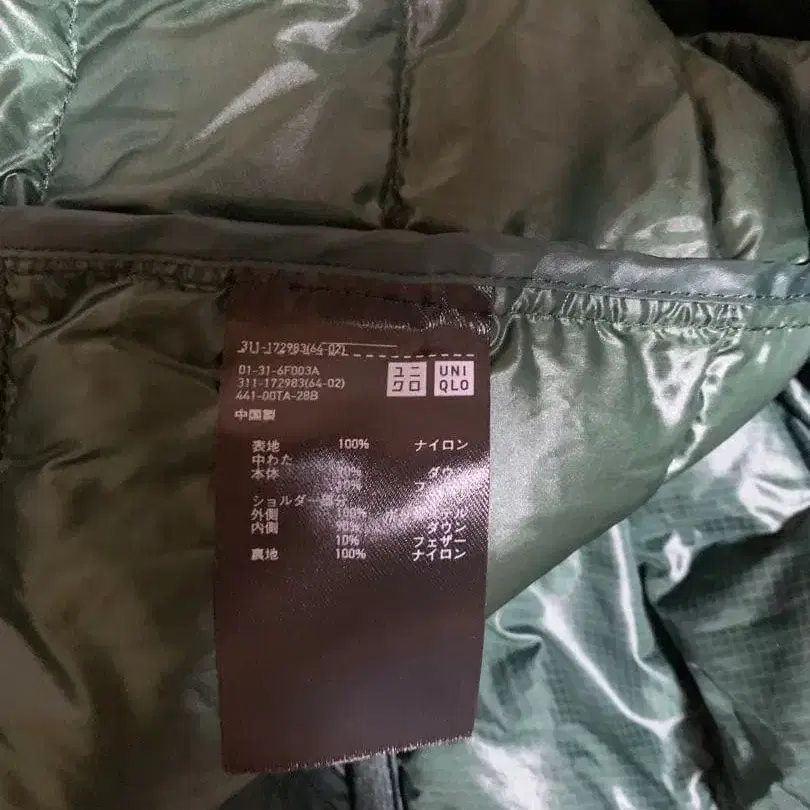 311-172983(64-02)
01-31-6F003A
311-172983(64-02)
441-00TA-28B
ユニクロ UNIQLO
中国製
表地 100% ナイロン
中わた
本体 ダウ
10%
ショルダー部分
外側 100%
内側 90% ダウン
10% フェザー
裏地 100% ナイロン